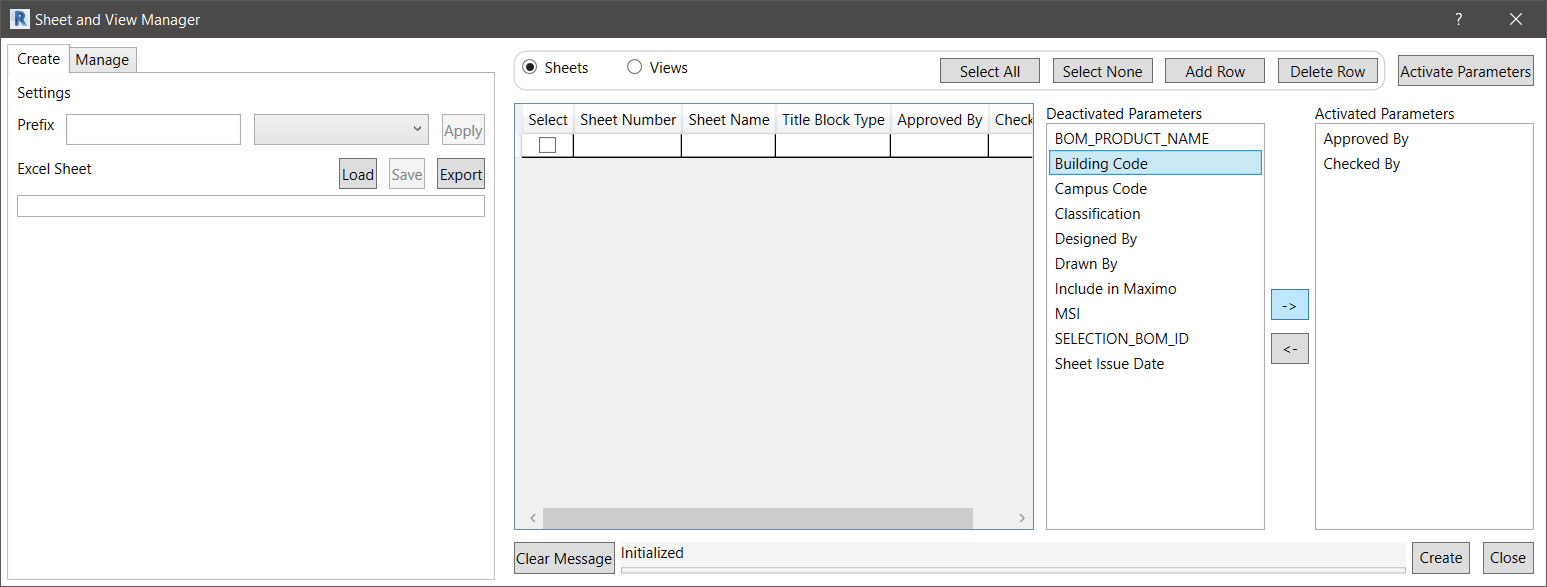 R Sheet and View Manager ?
Create Manage
Settings
Prefix Apply
Excel Sheet Load Save Export
Sheets Views Select All Select None Add Row Delete Row Activate Parameters
Select Sheet Number Sheet Name Title Block Type Approved By Check
Deactivated Parameters
BOM_PRODUCT_NAME
Building Code
Campus Code
Classification
Designed By
Drawn By
Include in Maximo
MSI
SELECTION_BOM_ID
Sheet Issue Date
->
<-
Activated Parameters
Approved By
Checked By
Clear Message Initialized Create Close